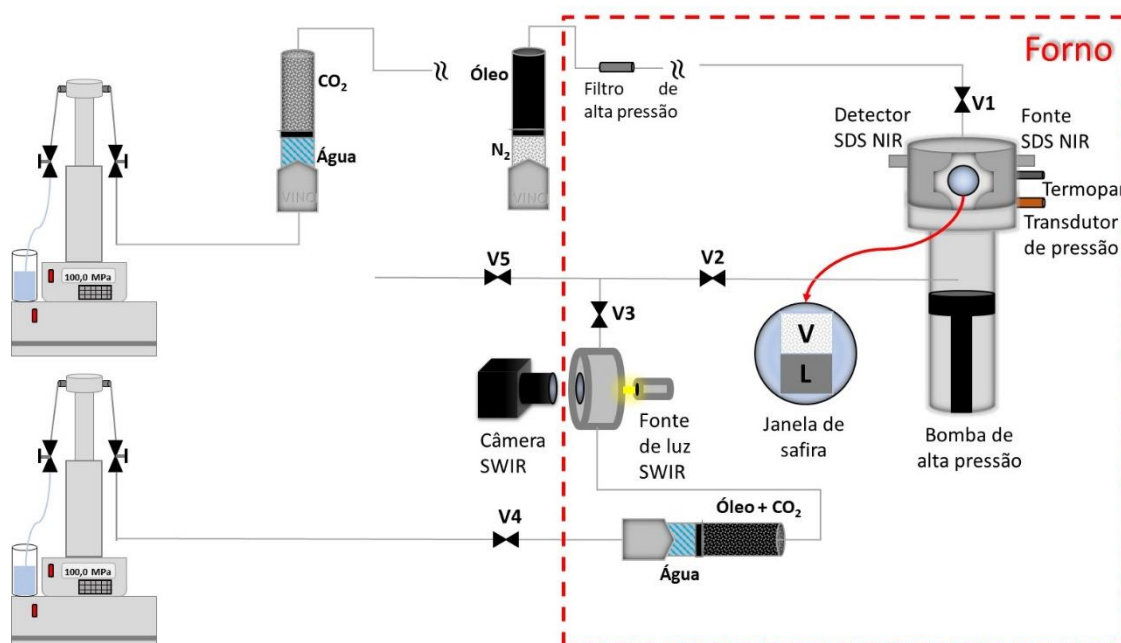 Forno
CO₂
Água
VINCI
Óleo
N₂
VINCI
Filtro de
alta pressão
V1
Detector
SDS NIR
Fonte
SDS NIR
Termopar
Transdutor
de pressão
100,0 MPa
V5
V2
V3
V
L
Câmera
SWIR
Fonte
de luz
SWIR
Janela de
safira
Bomba de
alta pressão
V4
Óleo + CO₂
Água
100,0 MPa